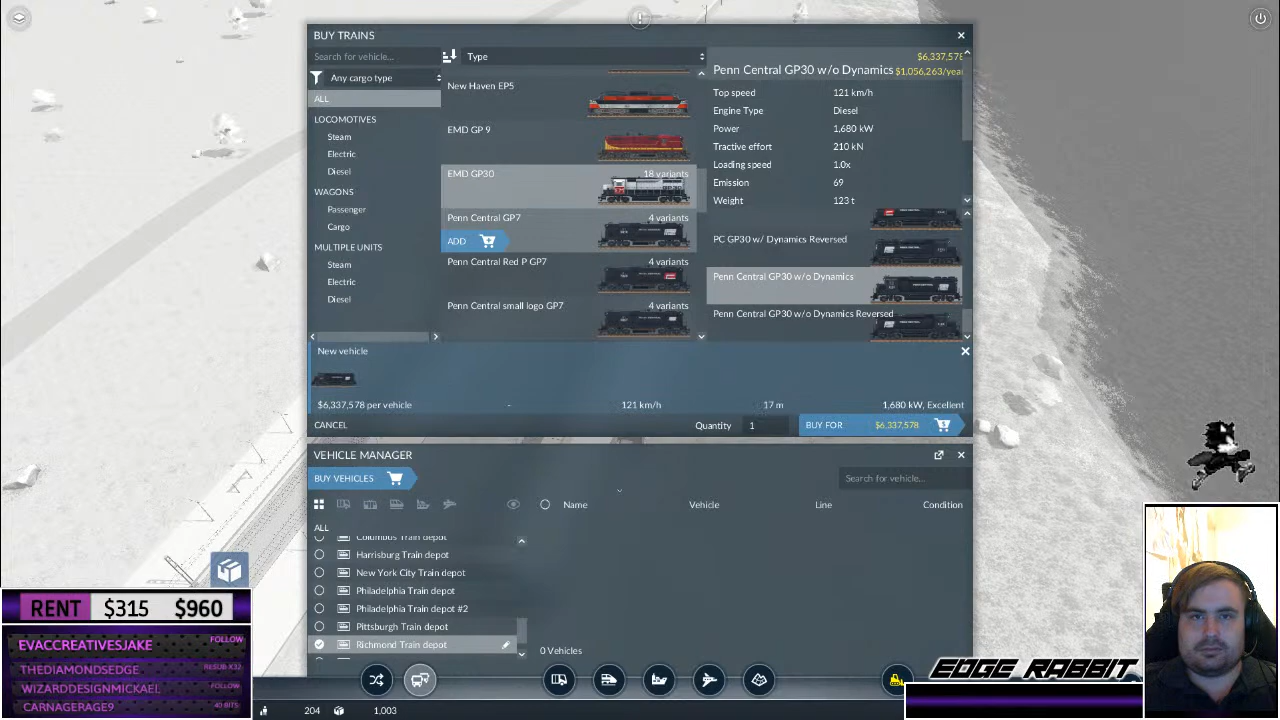 BUY TRAINS
Search for vehicle...
Type
$6,337,578
Penn Central GP30 w/o Dynamics
$1,056,263/year
Any cargo type
ALL
LOCOMOTIVES
Steam
Electric
Diesel
WAGONS
Passenger
Cargo
MULTIPLE UNITS
Steam
Electric
Diesel
New Haven EP5
EMD GP 9
EMD GP30
18 variants
Penn Central GP7
4 variants
ADD
Penn Central Red P GP7
4 variants
Penn Central small logo GP7
4 variants
Top speed 121 km/h
Engine Type Diesel
Power 1,680 kW
Tractive effort 210 kN
Loading speed 1.0x
Emission 69
Weight 123 t
PC GP30 w/ Dynamics Reversed
Penn Central GP30 w/o Dynamics
Penn Central GP30 w/o Dynamics Reversed
New vehicle
$6,337,578 per vehicle - 121 km/h 17 m 1,680 kW, Excellent
CANCEL
Quantity 1
BUY FOR $6,337,578
VEHICLE MANAGER
BUY VEHICLES
Search for vehicle...
Name Vehicle Line Condition
ALL
Columbus Train depot
Harrisburg Train depot
New York City Train depot
Philadelphia Train depot
Philadelphia Train depot #2
Pittsburgh Train depot
Richmond Train depot
0 Vehicles
204 1,003
RENT $315 $960
EVACCREATIVESJAKE FOLLOW
THEDIAMONDSEDGE RESUB X32
WIZARDDESIGNMICKAEL FOLLOW
CARNAGERAGE9 40 BITS
EDGE RABBIT